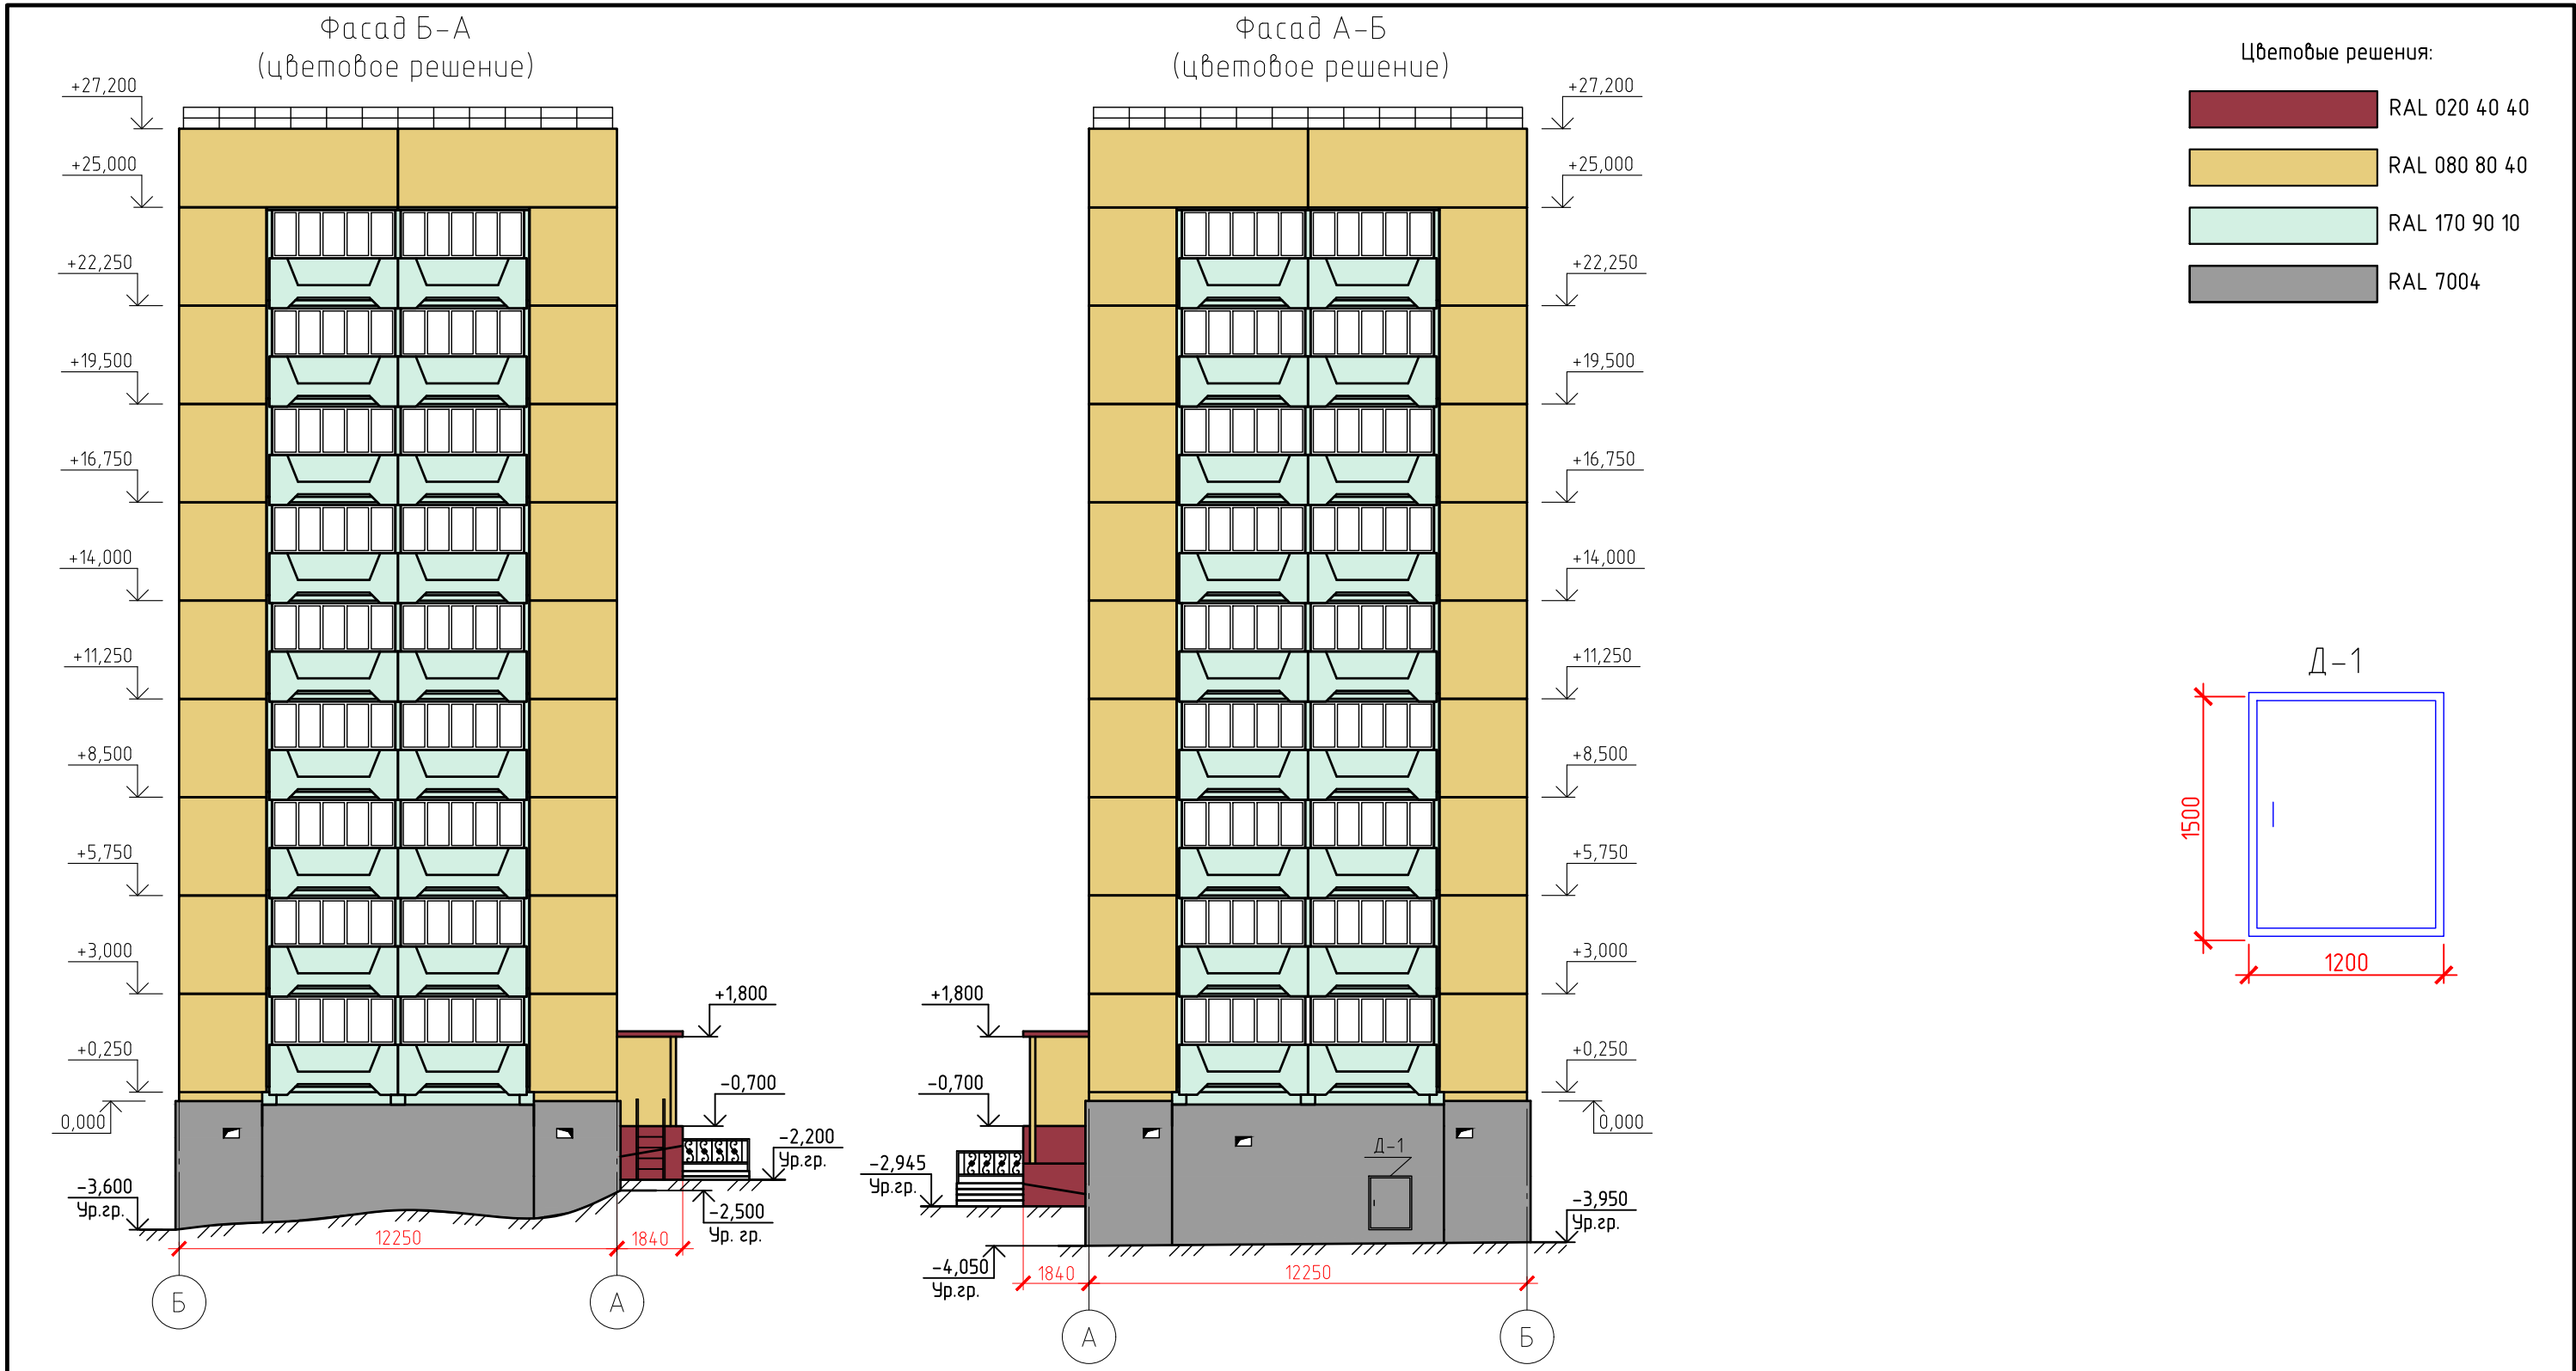 Фасад Б-А
(цветовое решение)
+27,200
+25,000
+22,250
+19,500
+16,750
+14,000
+11,250
+8,500
+5,750
+3,000
+0,250
0,000
-3,600
Ур.гр.
+1,800
-0,700
-2,200
Ур.гр.
-2,500
Ур. гр.
12250
1840
Б
А
Фасад А-Б
(цветовое решение)
+27,200
+25,000
+22,250
+19,500
+16,750
+14,000
+11,250
+8,500
+5,750
+3,000
+0,250
0,000
+1,800
-0,700
-2,945
Ур.гр.
-4,050
Ур.гр.
Д-1
-3,950
Ур.гр.
1840
12250
А
Б
Цветовые решения:
RAL 020 40 40
RAL 080 80 40
RAL 170 90 10
RAL 7004
Д-1
1500
1200